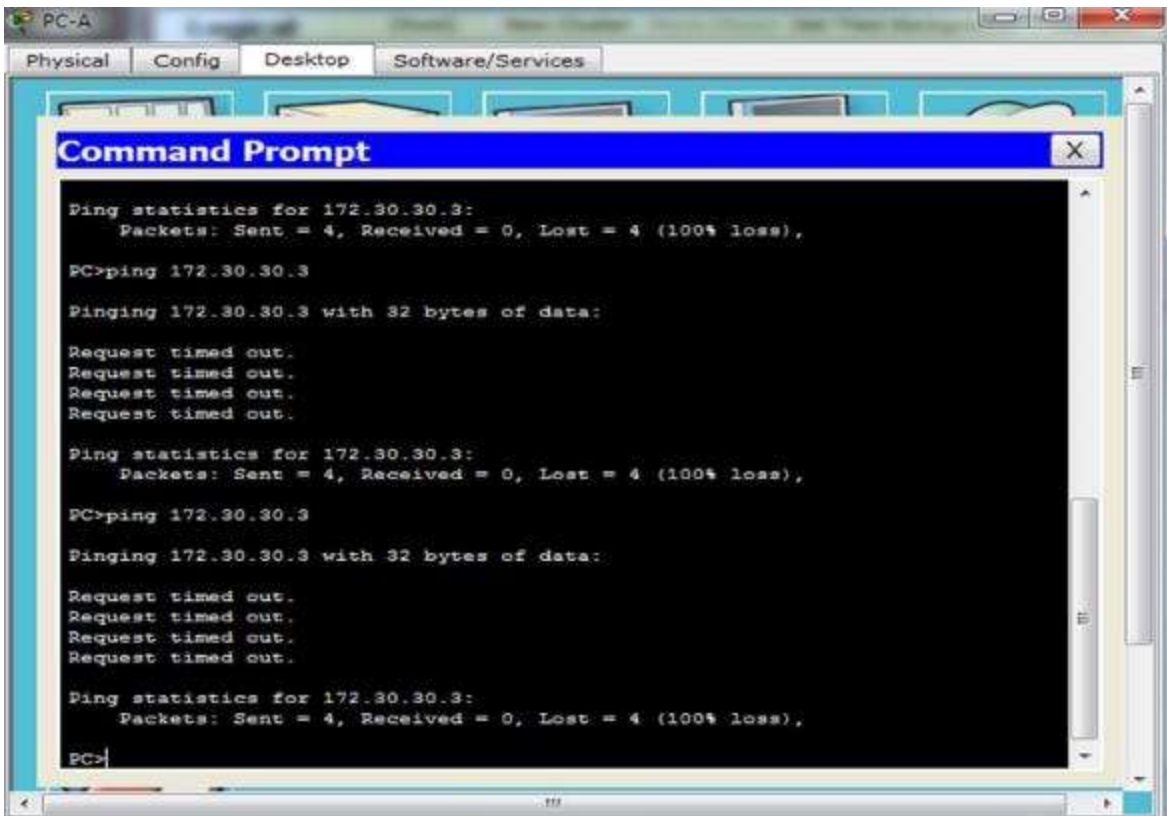 PC-A
Physical Config Desktop Software/Services
Command Prompt
X
Ping statistics for 172.30.30.3:
Packets: Sent = 4, Received = 0, Lost = 4 (100% loss),
PC>ping 172.30.30.3
Pinging 172.30.30.3 with 32 bytes of data:
Request timed out.
Request timed out.
Request timed out.
Request timed out.
Ping statistics for 172.30.30.3:
Packets: Sent = 4, Received = 0, Lost = 4 (100% loss),
PC>ping 172.30.30.3
Pinging 172.30.30.3 with 32 bytes of data:
Request timed out.
Request timed out.
Request timed out.
Request timed out.
Ping statistics for 172.30.30.3:
Packets: Sent = 4, Received = 0, Lost = 4 (100% loss),
PC>